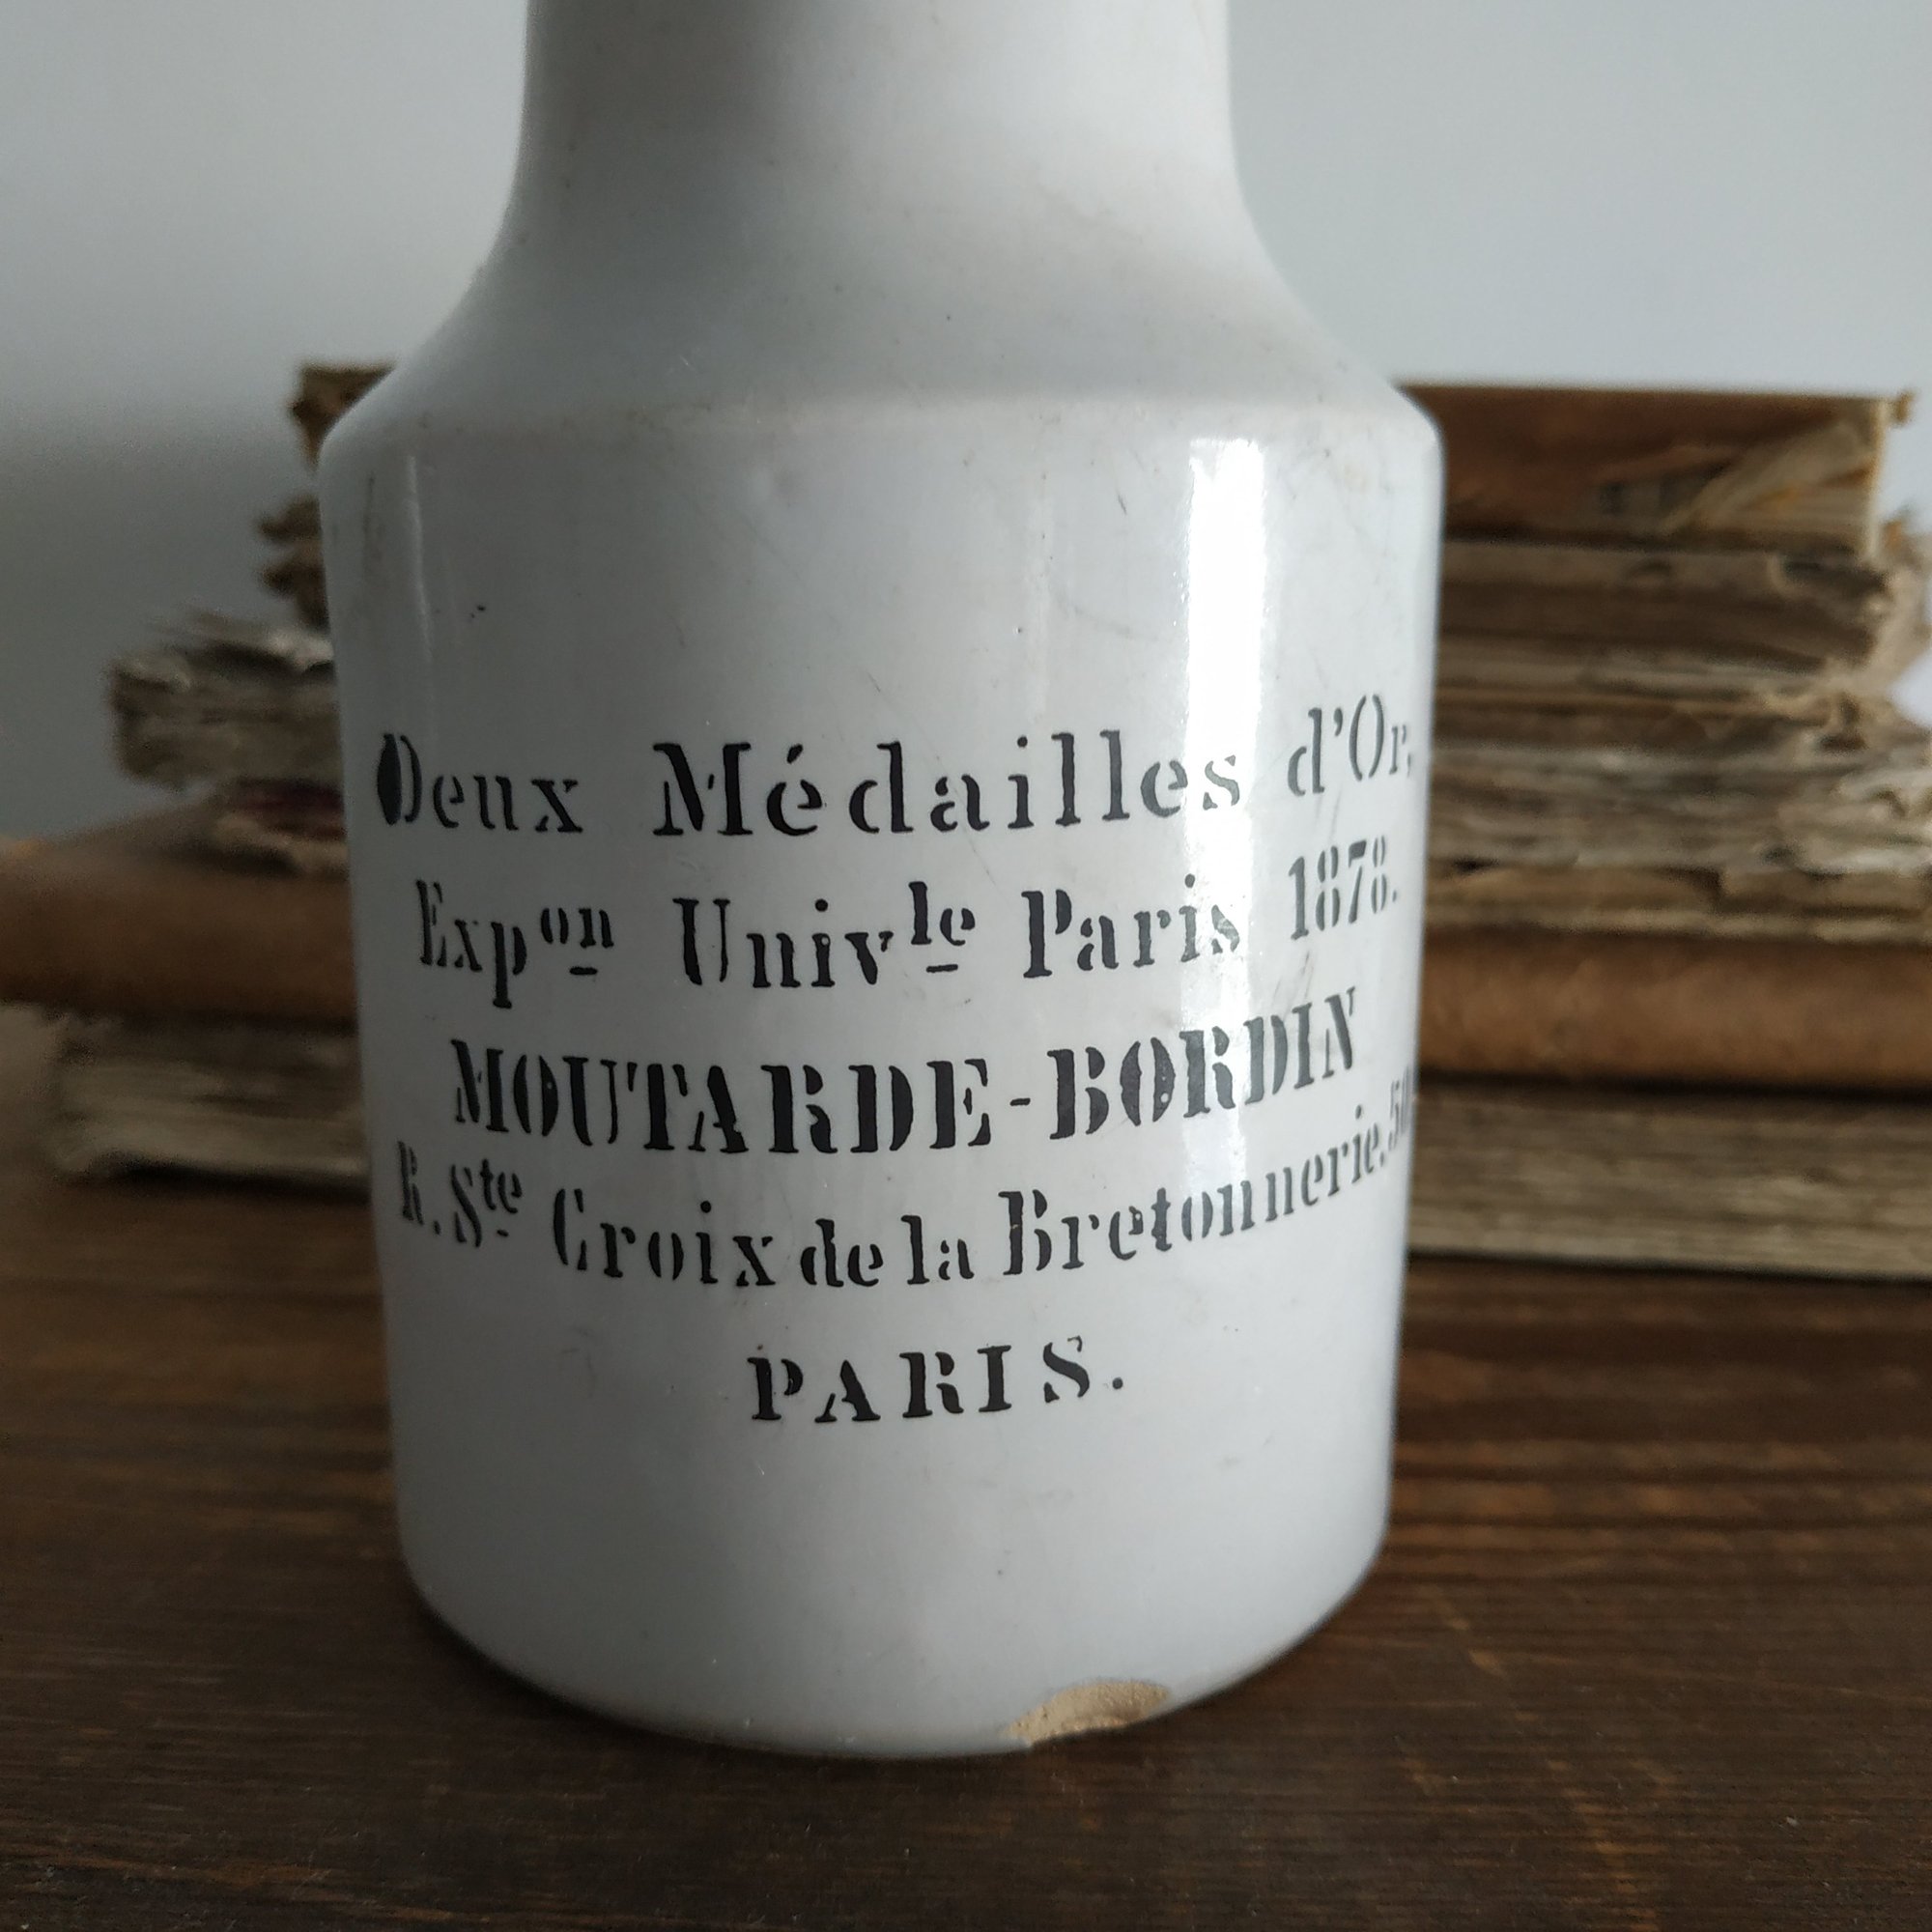 Deux Médailles d'Or,
Expon Univle Paris 1878.
MOUTARDE-BORDIN
R. Ste Croix de la Bretonnerie.
PARIS.